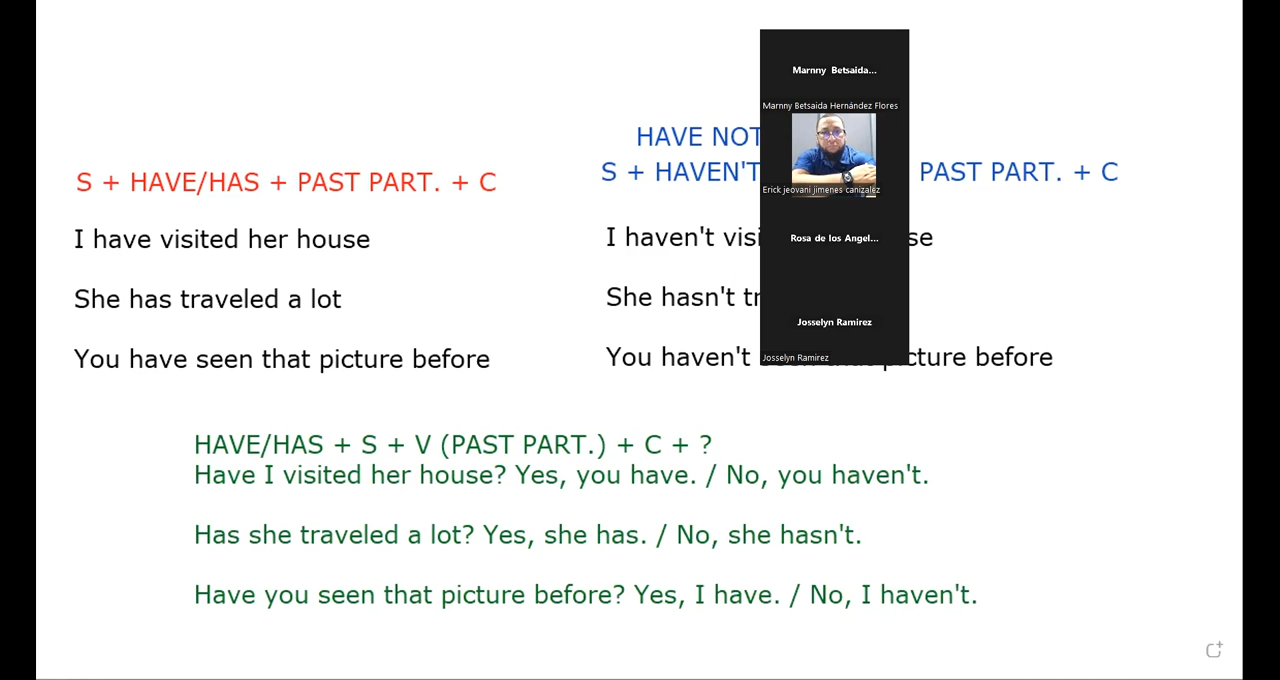 S + HAVE/HAS + PAST PART. + C
I have visited her house
She has traveled a lot
You have seen that picture before
HAVE NOT
S + HAVEN'T PAST PART. + C
I haven't
She hasn't
You haven't before
Marnny Betsaida...
Marnny Betsaida Hernández Flores
Erick jeovani jimenes canizalez
Rosa de los Angel...
Josselyn Ramirez
Josselyn Ramirez
HAVE/HAS + S + V (PAST PART.) + C + ?
Have I visited her house? Yes, you have. / No, you haven't.
Has she traveled a lot? Yes, she has. / No, she hasn't.
Have you seen that picture before? Yes, I have. / No, I haven't.